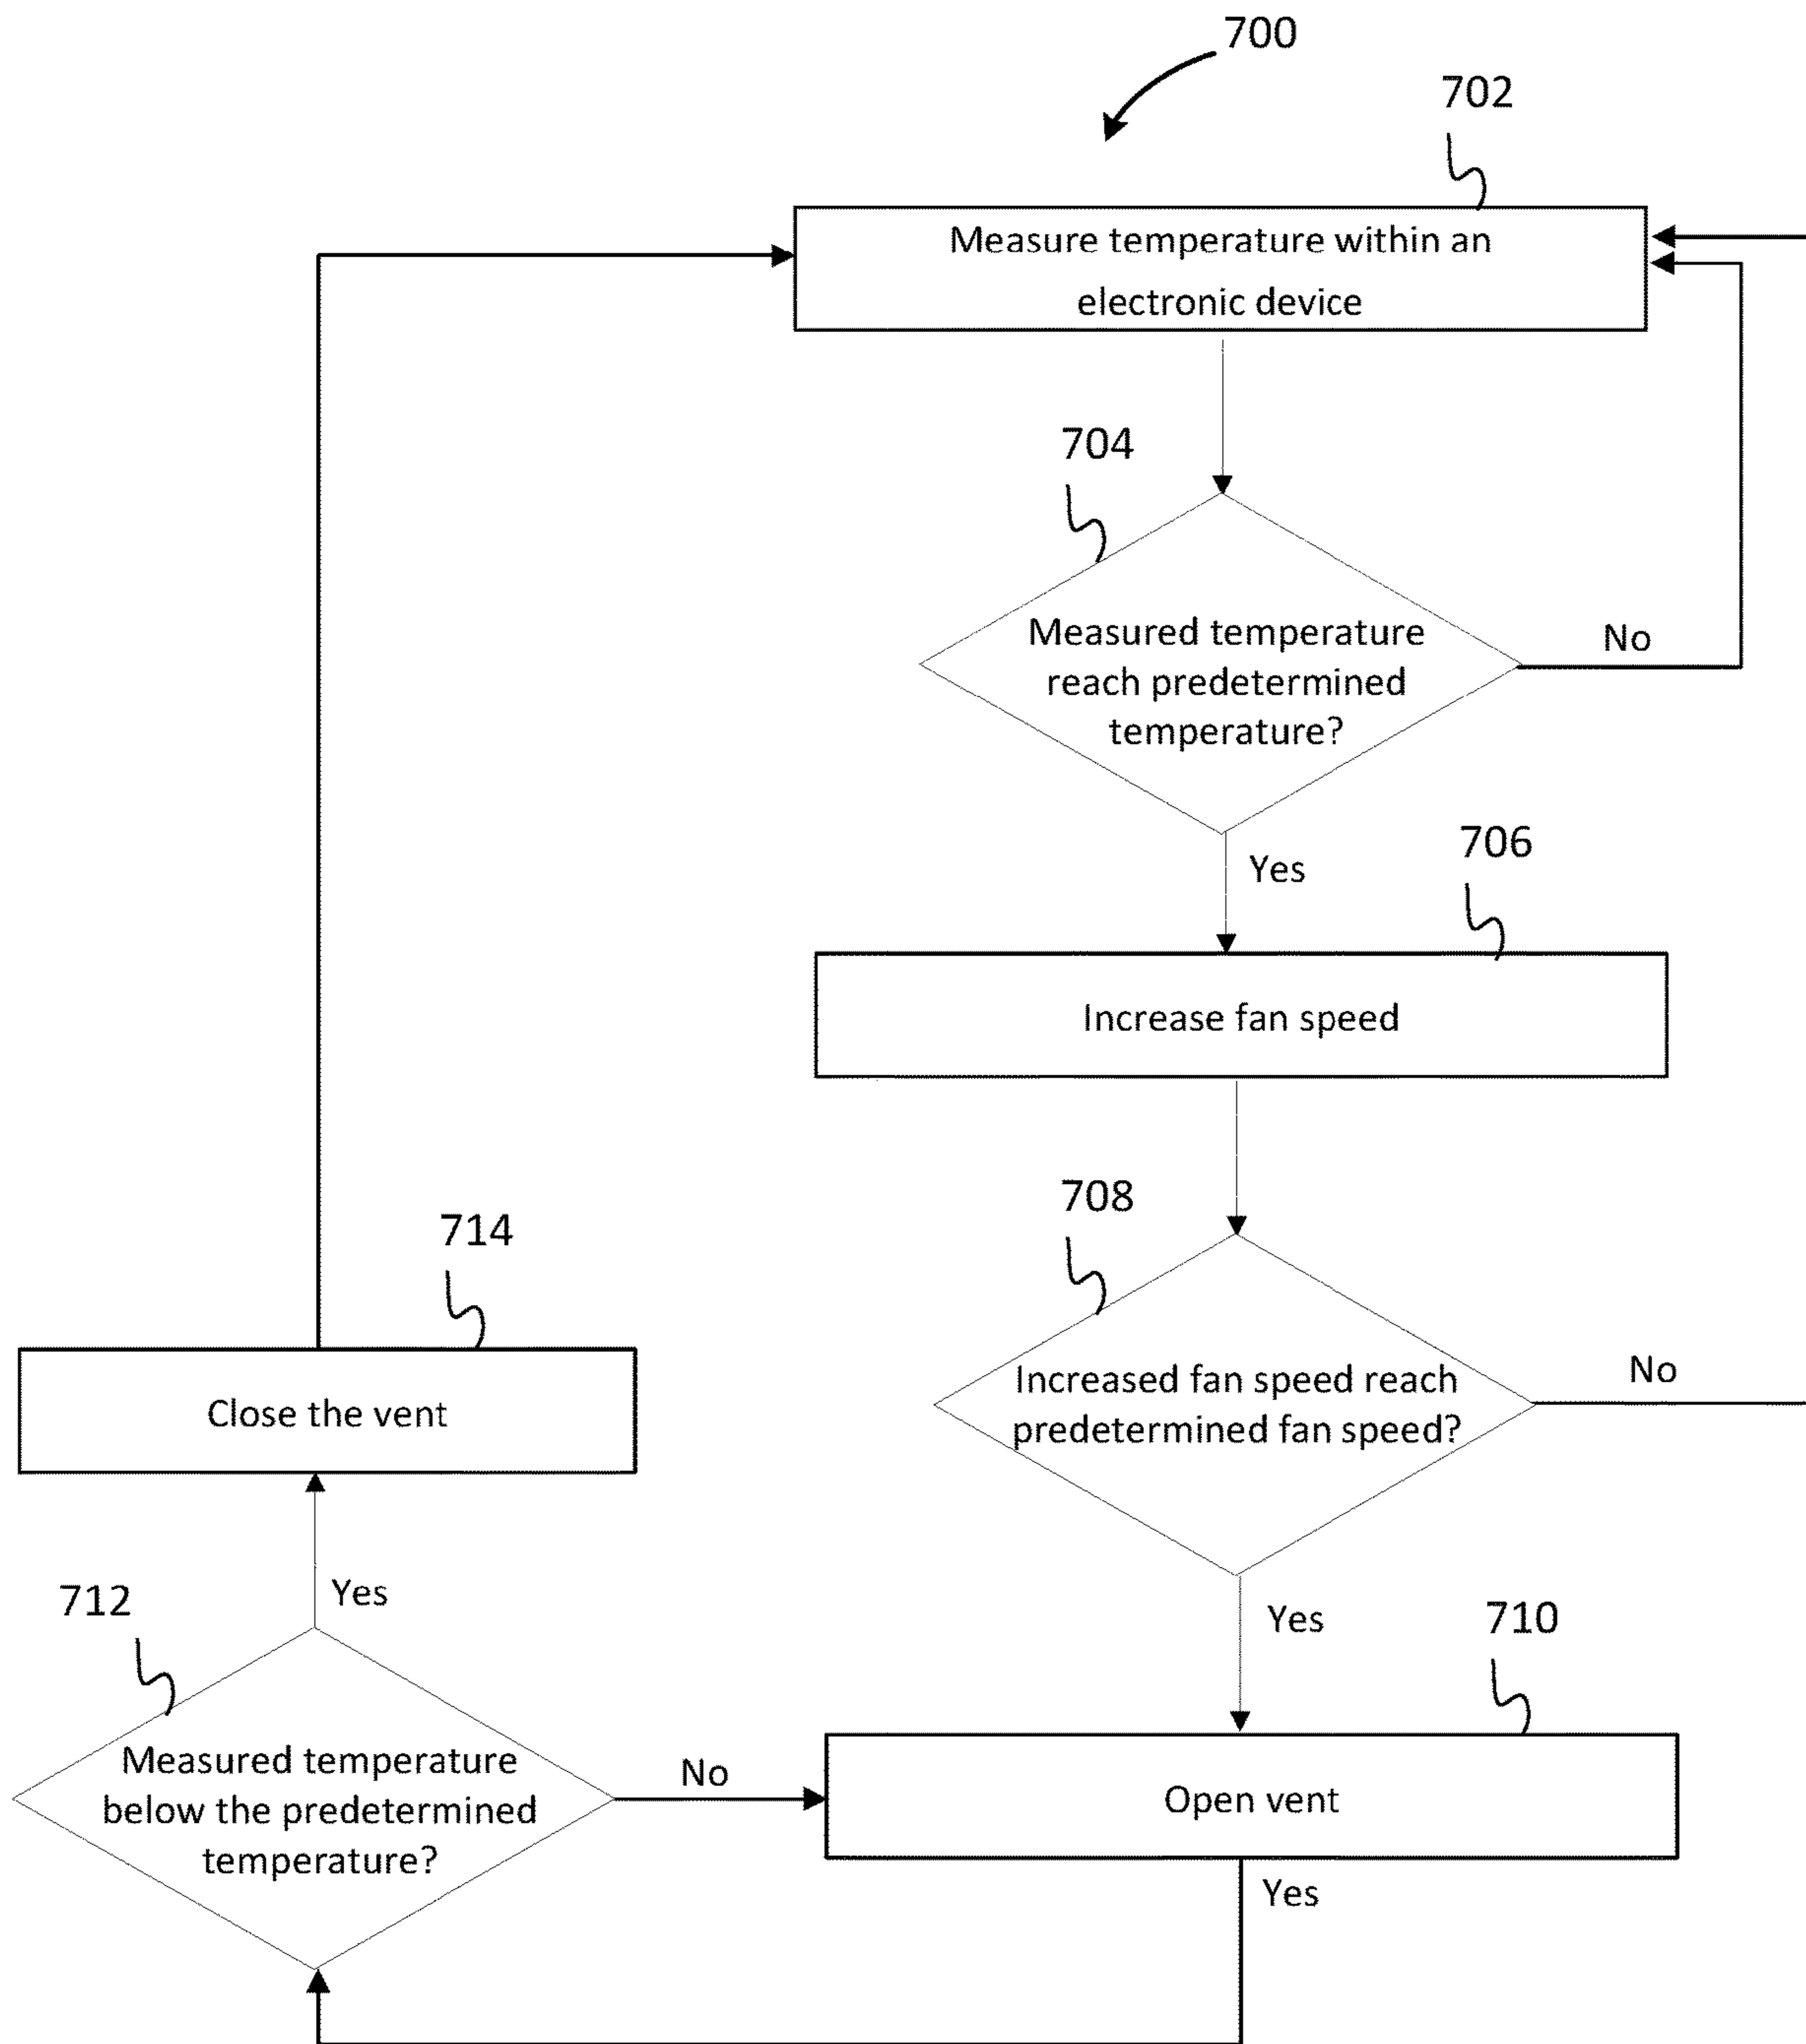 700
702
Measure temperature within an
electronic device
704
Measured temperature
reach predetermined
temperature?
No
Yes
706
Increase fan speed
708
Increased fan speed reach
predetermined fan speed?
No
714
Close the vent
Yes
712
Yes
710
Measured temperature
below the predetermined
temperature?
No
Open vent
Yes